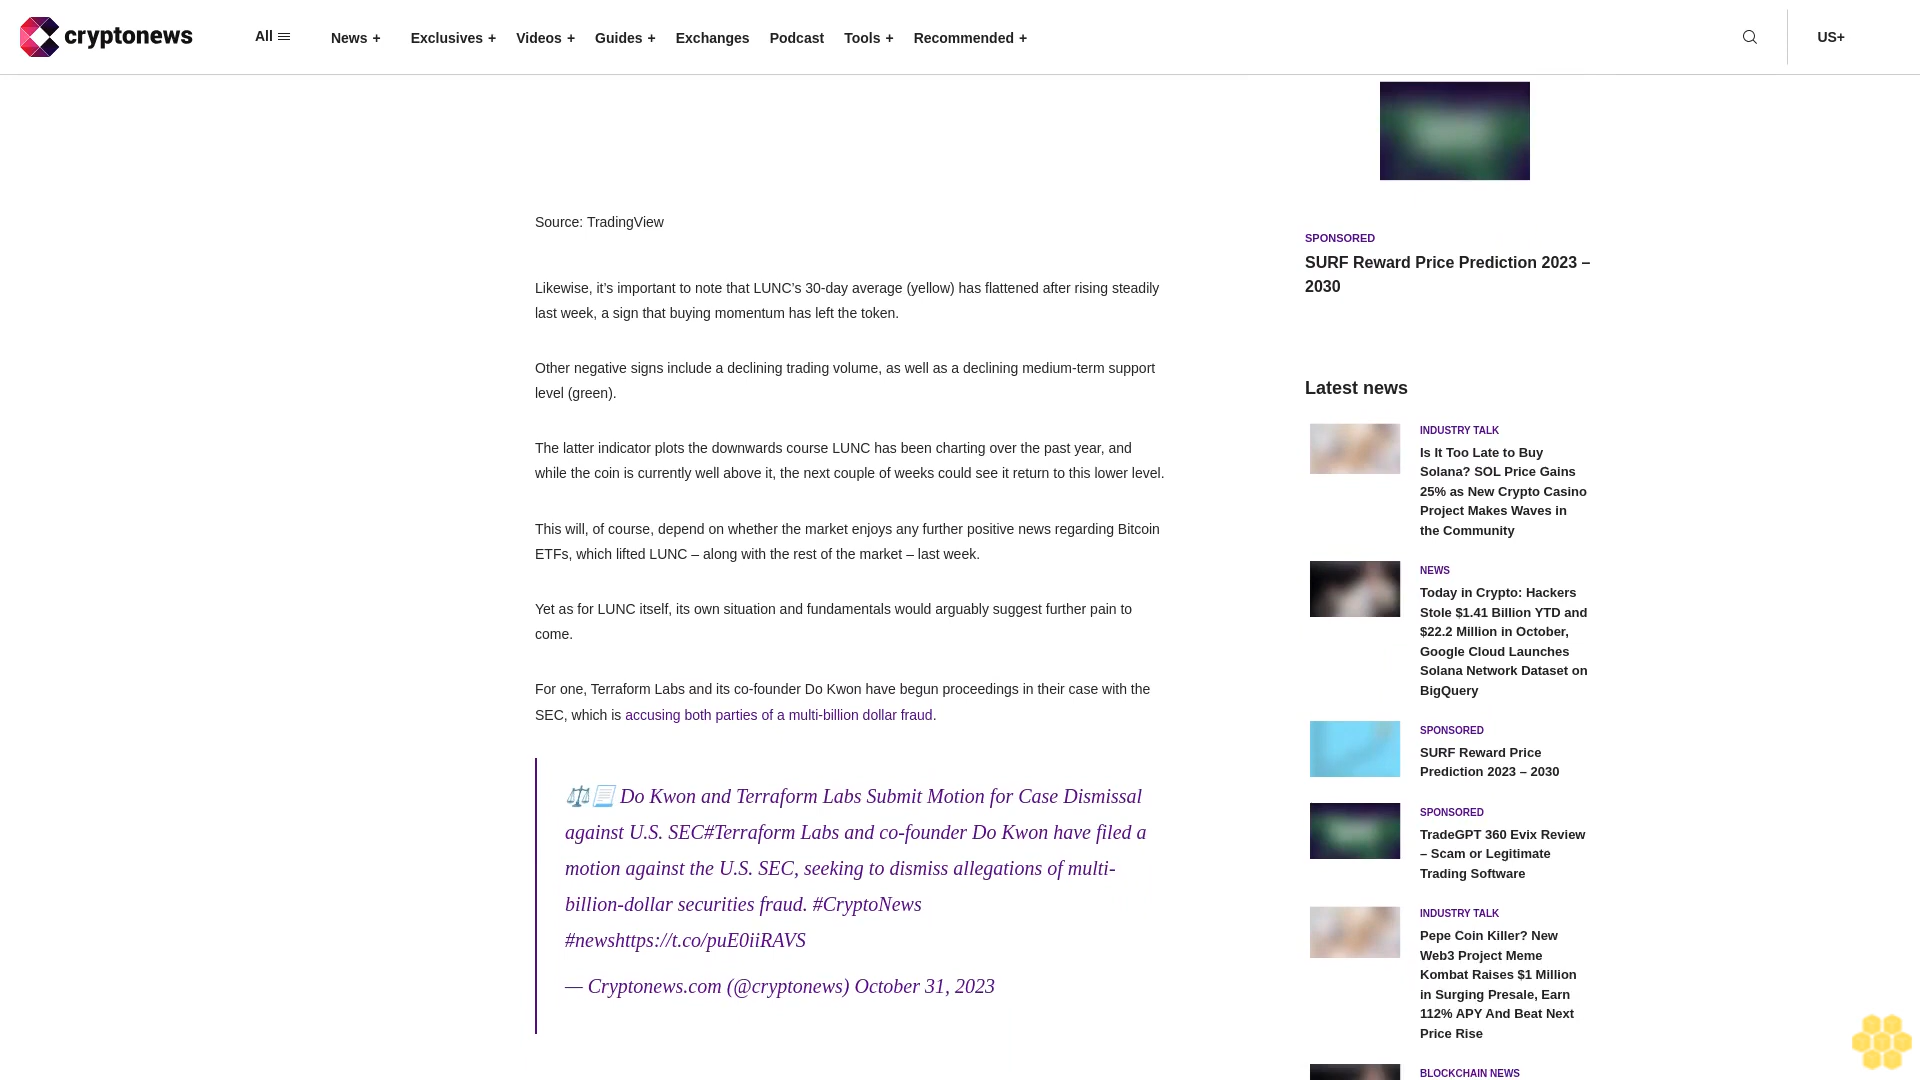 cryptonews
All
News +
Exclusives +
Videos +
Guides +
Exchanges
Podcast
Tools +
Recommended +
US+
Source: TradingView
Likewise, it’s important to note that LUNC’s 30-day average (yellow) has flattened after rising steadily
last week, a sign that buying momentum has left the token.
Other negative signs include a declining trading volume, as well as a declining medium-term support
level (green).
The latter indicator plots the downwards course LUNC has been charting over the past year, and
while the coin is currently well above it, the next couple of weeks could see it return to this lower level.
This will, of course, depend on whether the market enjoys any further positive news regarding Bitcoin
ETFs, which lifted LUNC – along with the rest of the market – last week.
Yet as for LUNC itself, its own situation and fundamentals would arguably suggest further pain to
come.
For one, Terraform Labs and its co-founder Do Kwon have begun proceedings in their case with the
SEC, which is accusing both parties of a multi-billion dollar fraud.
⚖️📃 Do Kwon and Terraform Labs Submit Motion for Case Dismissal
against U.S. SEC#Terraform Labs and co-founder Do Kwon have filed a
motion against the U.S. SEC, seeking to dismiss allegations of multi-
billion-dollar securities fraud. #CryptoNews
#newshttps://t.co/puE0iiRAVS
— Cryptonews.com (@cryptonews) October 31, 2023
SPONSORED
SURF Reward Price Prediction 2023 –
2030
Latest news
INDUSTRY TALK
Is It Too Late to Buy
Solana? SOL Price Gains
25% as New Crypto Casino
Project Makes Waves in
the Community
NEWS
Today in Crypto: Hackers
Stole $1.41 Billion YTD and
$22.2 Million in October,
Google Cloud Launches
Solana Network Dataset on
BigQuery
SPONSORED
SURF Reward Price
Prediction 2023 – 2030
SPONSORED
TradeGPT 360 Evix Review
– Scam or Legitimate
Trading Software
INDUSTRY TALK
Pepe Coin Killer? New
Web3 Project Meme
Kombat Raises $1 Million
in Surging Presale, Earn
112% APY And Beat Next
Price Rise
BLOCKCHAIN NEWS